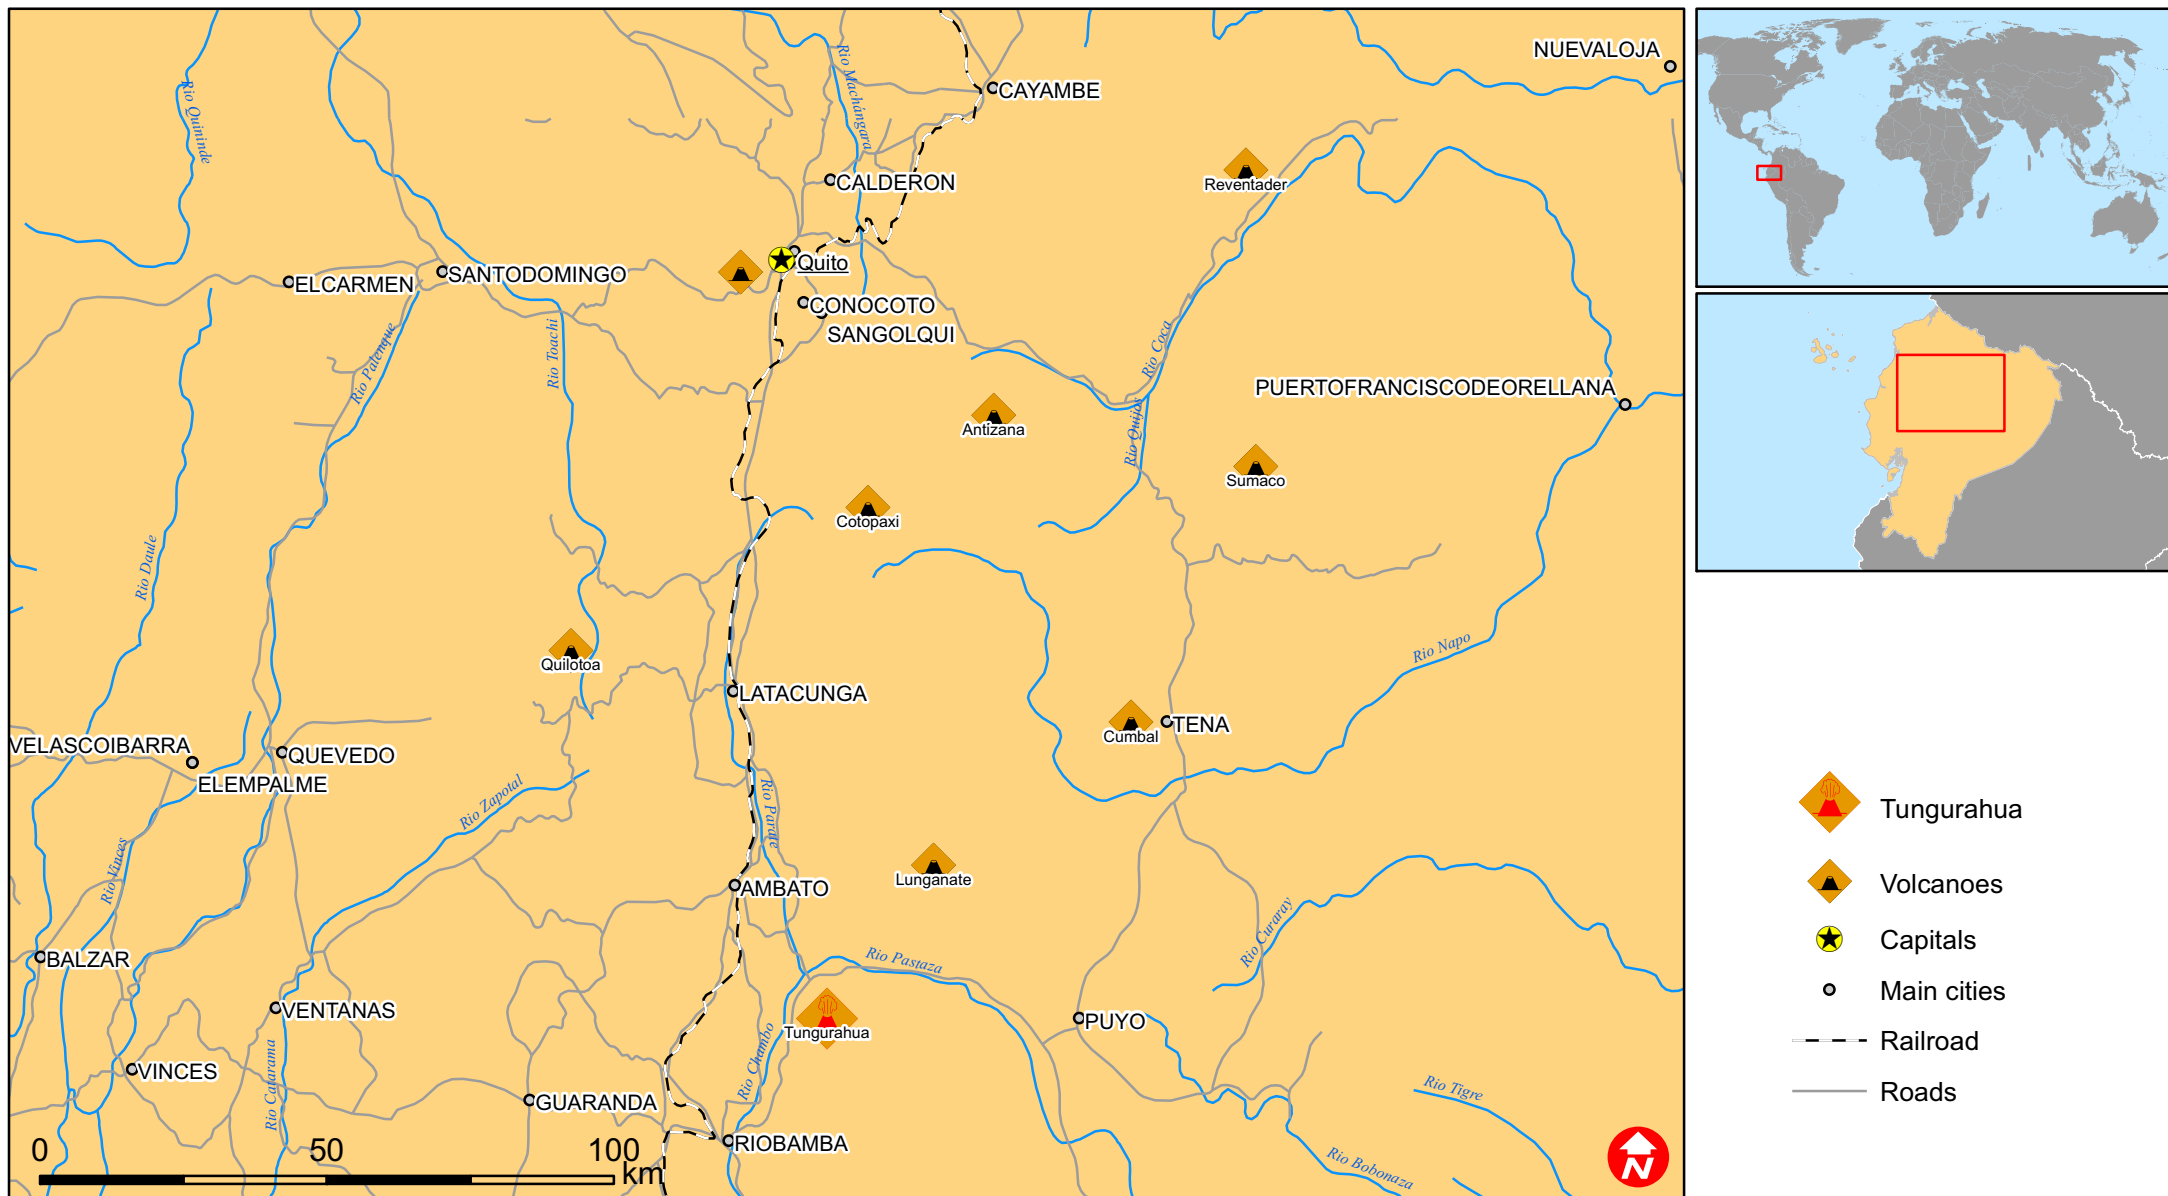 NUEVALOJA
CAYAMBE
Rio Machángara
Rio Quininde
CALDERON
Reventader
Quito
SANTODOMINGO
ELCARMEN
CONOCOTO
SANGOLQUI
Rio Toachi
Rio Palenque
Rio Coca
PUERTOFRANCISCODEORELLANA
Antizana
Rio Quijos
Sumaco
Cotopaxi
Rio Daule
Rio Napo
Quilotoa
LATACUNGA
Cumbal
TENA
VELASCOIBARRA
QUEVEDO
ELEMPALME
Rio Zapotal
Rio Parate
Rio Vinces
Lunganate
AMBATO
Rio Curaray
BALZAR
Rio Pastaza
VENTANAS
PUYO
Tungurahua
Rio Chambo
VINCES
Rio Catarama
GUARANDA
Rio Tigre
RIOBAMBA
Rio Bobonaza
0 50 100
km
N
Tungurahua
Volcanoes
Capitals
Main cities
Railroad
Roads